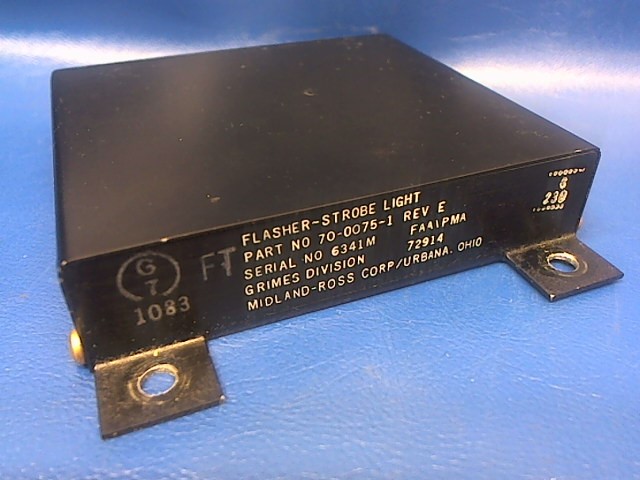 FLASHER-STROBE LIGHT
PART NO 70-0075-1 REV E
SERIAL NO 6341M FAA\PMA
GRIMES DIVISION 72914
MIDLAND-ROSS CORP/URBANA, OHIO
G
7
1083
FT